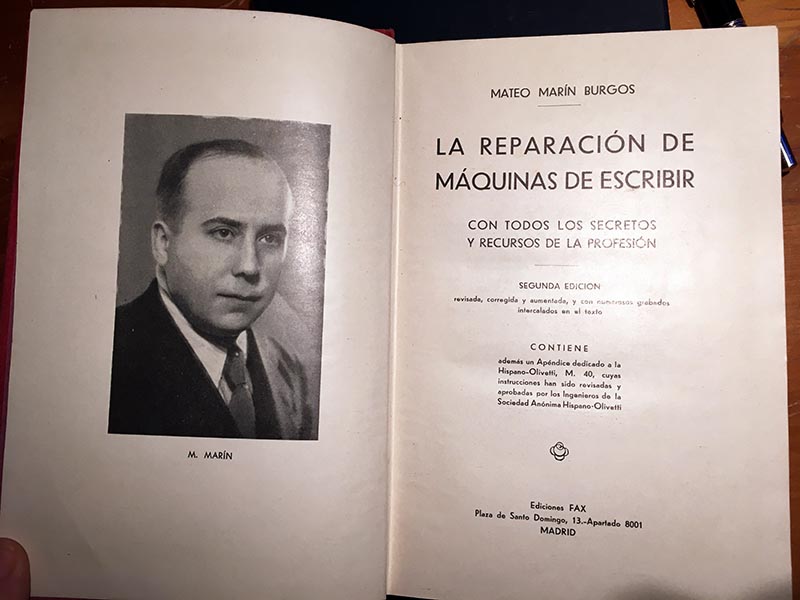 M. MARÍN
MATEO MARÍN BURGOS
LA REPARACIÓN DE
MÁQUINAS DE ESCRIBIR
CON TODOS LOS SECRETOS
Y RECURSOS DE LA PROFESIÓN
SEGUNDA EDICION
revisada, corregida y aumentada, y con numerosos grabados
intercalados en el texto
CONTIENE
además un Apéndice dedicado a la
Hispano-Olivetti, M. 40, cuyas
instrucciones han sido revisadas y
aprobadas por los Ingenieros de la
Sociedad Anónima Hispano-Olivetti
Ediciones FAX
Plaza de Santo Domingo, 13.-Apartado 8001
MADRID